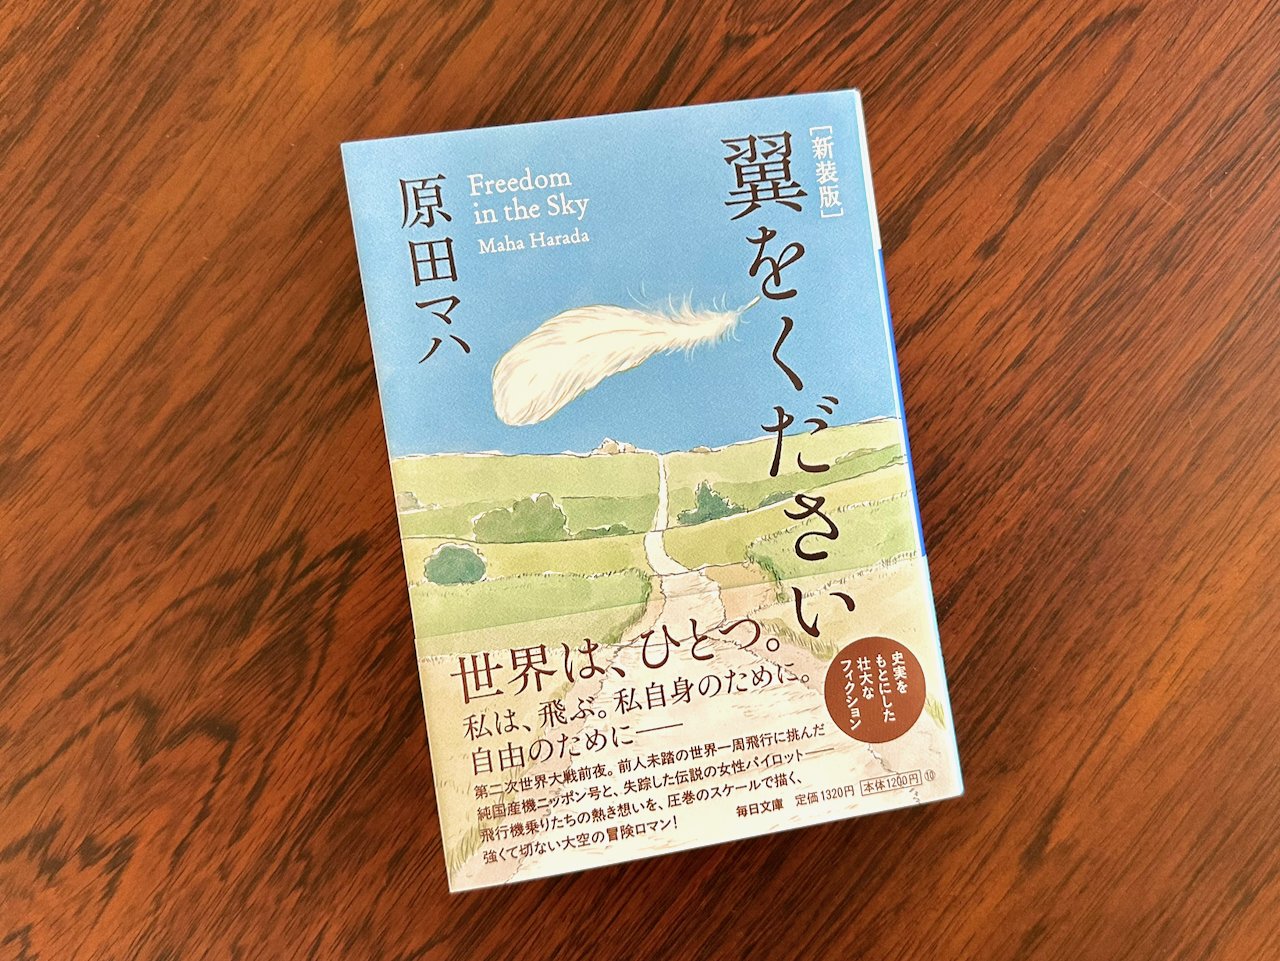 [新装版]
翼をください
Freedom
in the Sky
Maha Harada
原田マハ
世界は、ひとつ。
私は、飛ぶ。私自身のために。
自由のために──
史実を
もとにした
壮大な
フィクション
第二次世界大戦前夜。前人未踏の世界一周飛行に挑んだ
純国産機ニッポン号と、失踪した伝説の女性パイロット──
飛行機乗りたちの熱き想いを、圧巻のスケールで描く、
強くて切ない大空の冒険ロマン!
毎日文庫 定価1320円 本体1200円 ⑩